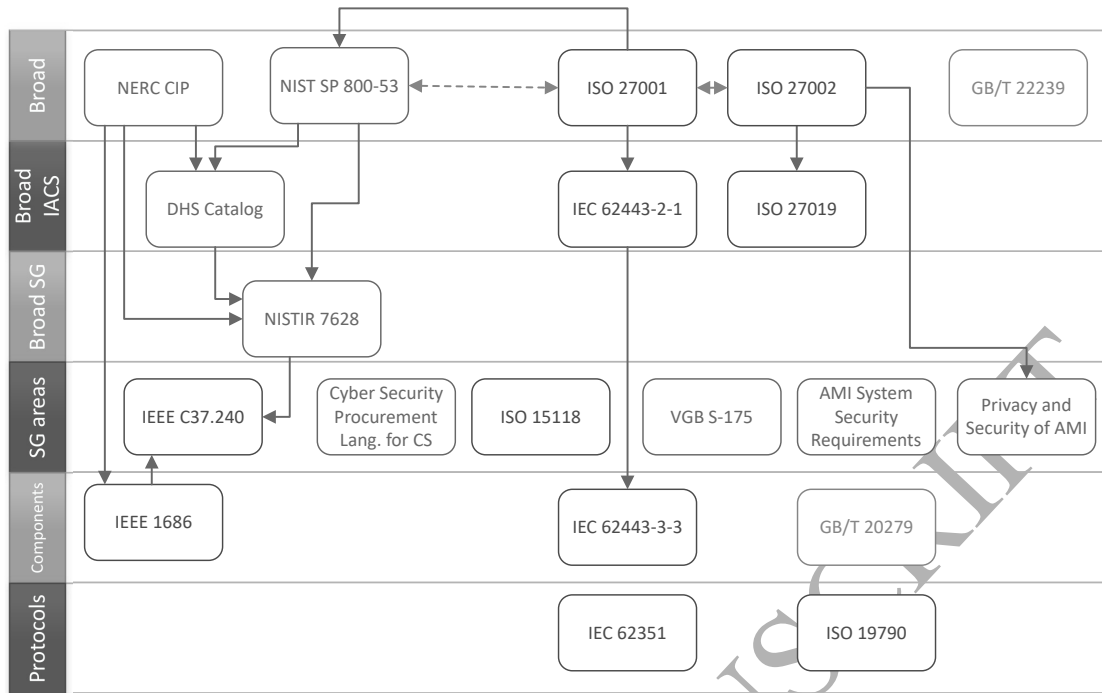 Broad
NERC CIP
NIST SP 800-53
ISO 27001
ISO 27002
GB/T 22239
Broad
IACS
DHS Catalog
IEC 62443-2-1
ISO 27019
Broad SG
NISTIR 7628
SG areas
IEEE C37.240
Cyber Security
Procurement
Lang. for CS
ISO 15118
VGB S-175
AMI System
Security
Requirements
Privacy and
Security of AMI
Components
IEEE 1686
IEC 62443-3-3
GB/T 20279
Protocols
IEC 62351
ISO 19790